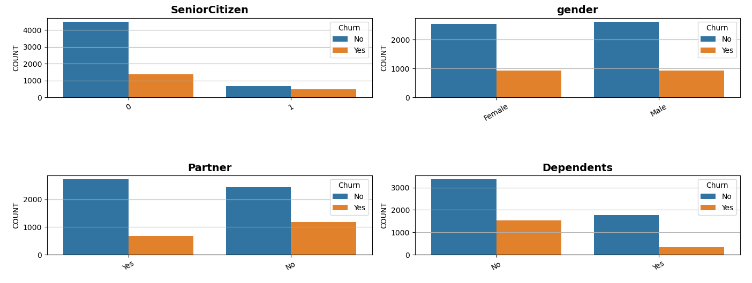 SeniorCitizen
COUNT
4000
3000
2000
1000
0
0
1
Churn
No
Yes
gender
COUNT
2000
1000
0
Female
Male
Churn
No
Yes
Partner
COUNT
2000
1000
0
Yes
No
Churn
No
Yes
Dependents
COUNT
3000
2000
1000
0
No
Yes
Churn
No
Yes